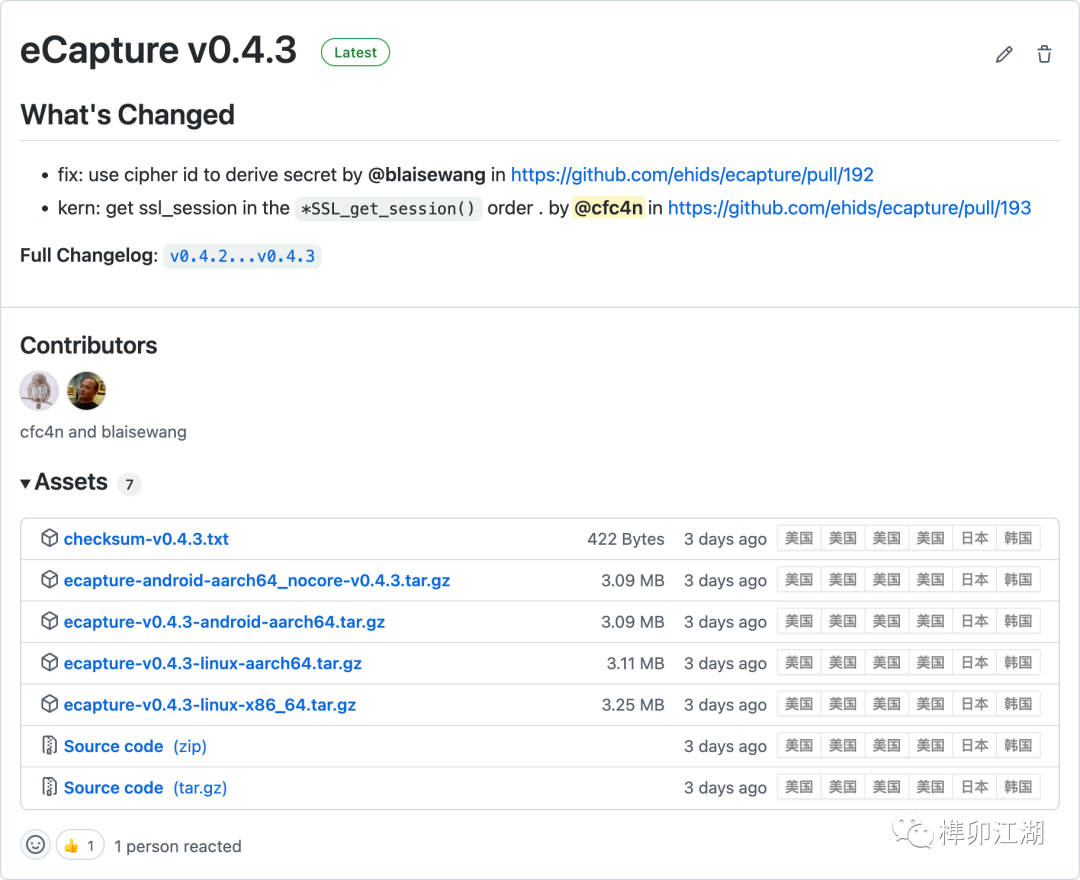 eCapture v0.4.3 Latest
What's Changed
• fix: use cipher id to derive secret by @blaisewang in https://github.com/ehids/ecapture/pull/192
• kern: get ssl_session in the *SSL_get_session() order . by @cfc4n in https://github.com/ehids/ecapture/pull/193
Full Changelog: v0.4.2...v0.4.3
Contributors
cfc4n and blaisewang
Assets 7
checksum-v0.4.3.txt 422 Bytes 3 days ago 美国 美国 美国 美国 日本 韩国
ecapture-android-aarch64_nocore-v0.4.3.tar.gz 3.09 MB 3 days ago 美国 美国 美国 美国 日本 韩国
ecapture-v0.4.3-android-aarch64.tar.gz 3.09 MB 3 days ago 美国 美国 美国 美国 日本 韩国
ecapture-v0.4.3-linux-aarch64.tar.gz 3.11 MB 3 days ago 美国 美国 美国 美国 日本 韩国
ecapture-v0.4.3-linux-x86_64.tar.gz 3.25 MB 3 days ago 美国 美国 美国 美国 日本 韩国
Source code (zip) 3 days ago 美国 美国 美国 美国 日本 韩国
Source code (tar.gz) 3 days ago 美国 美国 美国 美国 日本 韩国
👍 1 1 person reacted
榫卯江湖